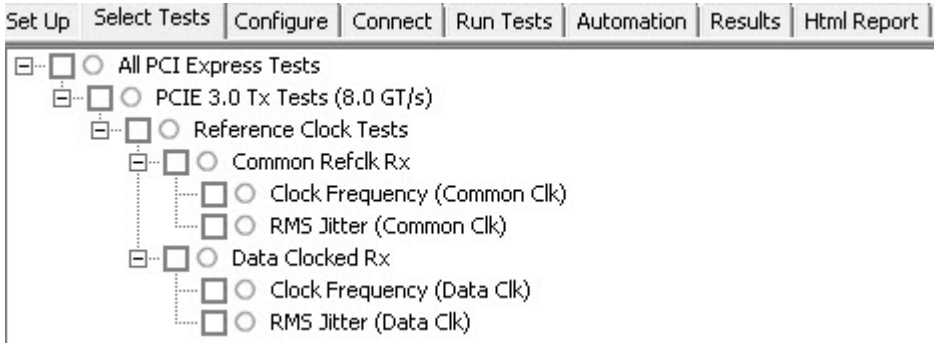 Set Up Select Tests Configure Connect Run Tests Automation Results Html Report
All PCI Express Tests
PCIE 3.0 Tx Tests (8.0 GT/s)
Reference Clock Tests
Common Refclk Rx
Clock Frequency (Common Clk)
RMS Jitter (Common Clk)
Data Clocked Rx
Clock Frequency (Data Clk)
RMS Jitter (Data Clk)